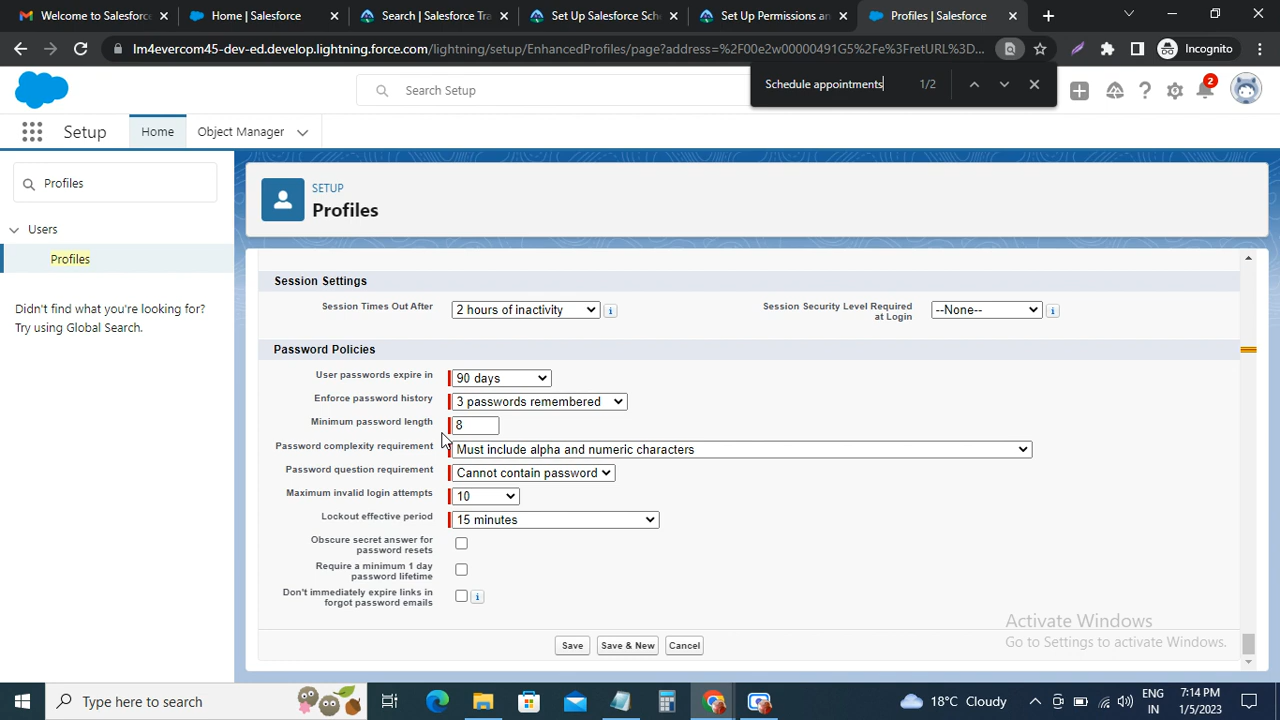 Welcome to Salesforce
Home | Salesforce
Search | Salesforce Tra
Set Up Salesforce Sch
Set Up Permissions an
Profiles | Salesforce
lm4evercom45-dev-ed.develop.lightning.force.com/lightning/setup/EnhancedProfiles/page?address=%2F00e2w00000491G5%2Fe%3FretURL%3D...
Incognito
Schedule appointments
1/2
Search Setup
2
Setup
Home
Object Manager
Profiles
Users
Profiles
Didn't find what you're looking for?
Try using Global Search.
SETUP
Profiles
Session Settings
Session Times Out After
2 hours of inactivity
Session Security Level Required
at Login
--None--
Password Policies
User passwords expire in
90 days
Enforce password history
3 passwords remembered
Minimum password length
8
Password complexity requirement
Must include alpha and numeric characters
Password question requirement
Cannot contain password
Maximum invalid login attempts
10
Lockout effective period
15 minutes
Obscure secret answer for
password resets
Require a minimum 1 day
password lifetime
Don't immediately expire links in
forgot password emails
Save
Save & New
Cancel
Activate Windows
Go to Settings to activate Windows.
Type here to search
18°C Cloudy
ENG
IN
7:14 PM
1/5/2023